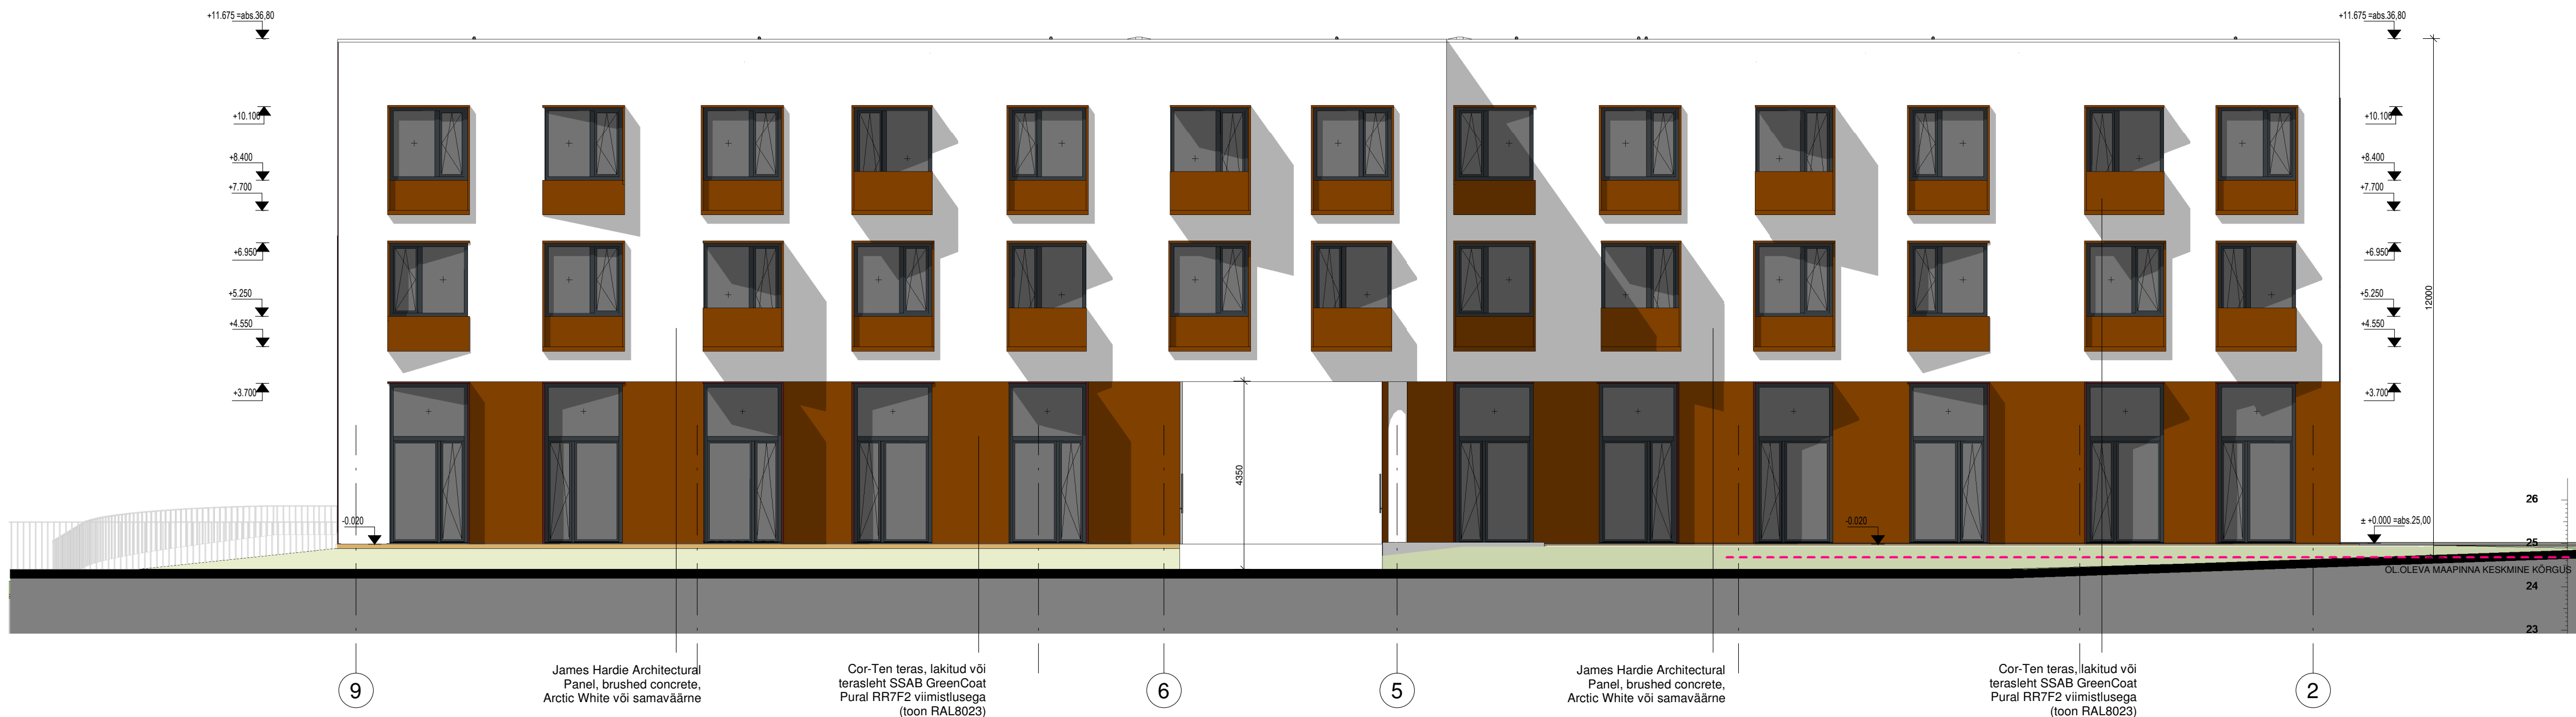 +11.675 =abs.36,80
+11.675 =abs.36,80
+10.100
+10.100
+8.400
+8.400
+7.700
+7.700
+6.950
+6.950
+5.250
+5.250
12000
+4.550
+4.550
+3.700
+3.700
4350
26
-0.020
-0.020
± +0.000 =abs.25,00
25
ÕL.OLEVA MAAPINNA KESKMINE KÕRGUS
24
23
9
James Hardie Architectural
Panel, brushed concrete,
Arctic White või samaväärne
Cor-Ten teras, lakitud või
terasleht SSAB GreenCoat
Pural RR7F2 viimistlusega
(toon RAL8023)
6
5
James Hardie Architectural
Panel, brushed concrete,
Arctic White või samaväärne
Cor-Ten teras, lakitud või
terasleht SSAB GreenCoat
Pural RR7F2 viimistlusega
(toon RAL8023)
2